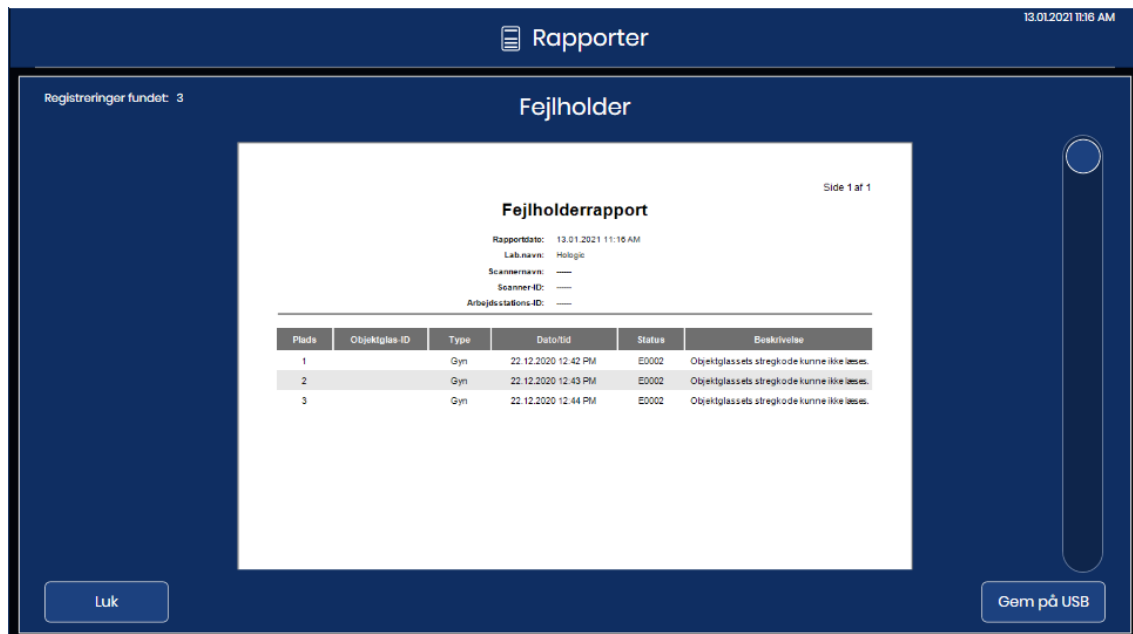 13.01.2021 11:16 AM
Rapporter
Registreringer fundet: 3
Fejlholder
Side 1 af 1
Fejlholderrapport
Rapportdato: 13.01.2021 11:16 AM
Lab.navn: Hologic
Scannernavn: -----
Scanner-ID: -----
Arbejdsstations-ID: -----
Plads Objektglas-ID Type Dato/tid Status Beskrivelse
1 Gyn 22.12.2020 12:42 PM E0002 Objektglassets stregkode kunne ikke læses.
2 Gyn 22.12.2020 12:43 PM E0002 Objektglassets stregkode kunne ikke læses.
3 Gyn 22.12.2020 12:44 PM E0002 Objektglassets stregkode kunne ikke læses.
Luk
Gem på USB